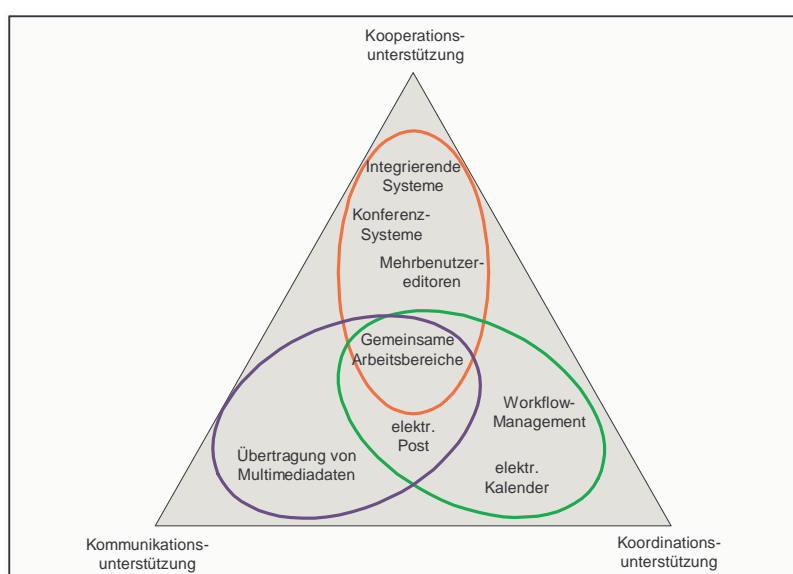 Kooperations-
unterstützung
Integrierende
Systeme
Konferenz-
Systeme
Mehrbenutzer-
editoren
Gemeinsame
Arbeitsbereiche
Workflow-
Management
elektr.
Post
Übertragung von
Multimediadaten
elektr.
Kalender
Kommunikations-
unterstützung
Koordinations-
unterstützung